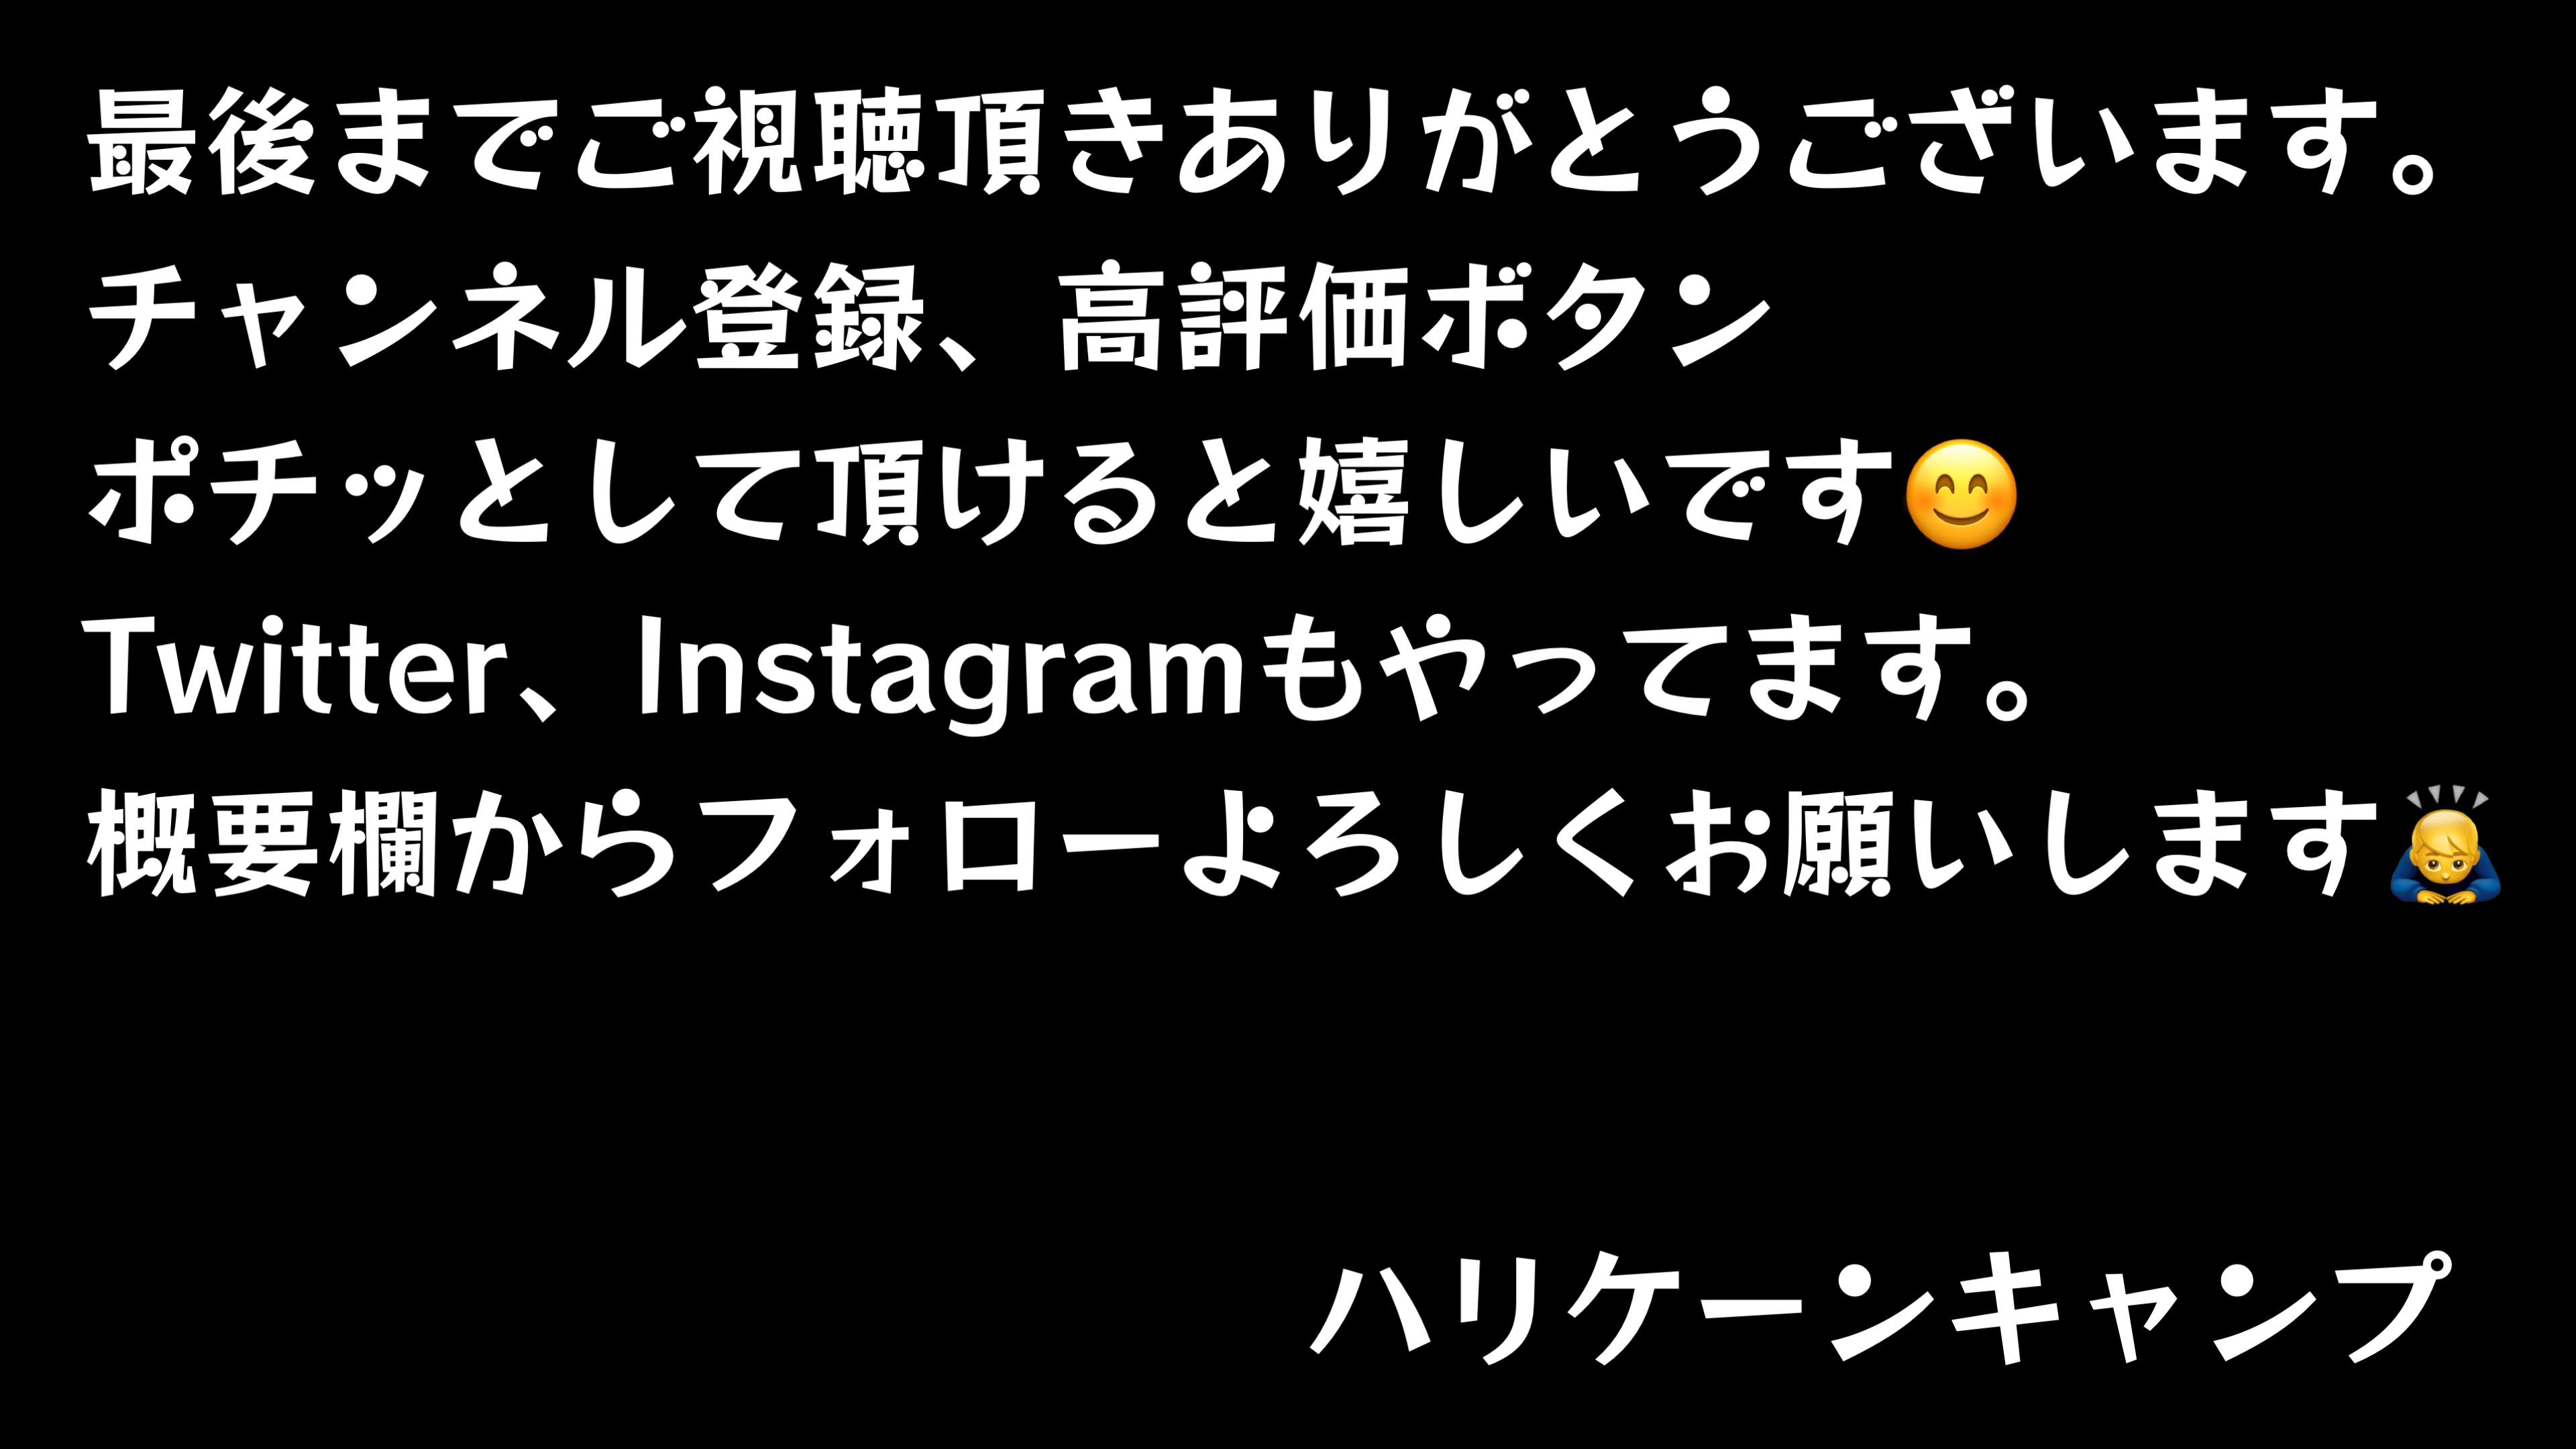 最後までご視聴頂きありがとうございます。
チャンネル登録、高評価ボタン
ポチッとして頂けると嬉しいです😊
Twitter、Instagramもやってます。
概要欄からフォローよろしくお願いします🙇‍♂️
ハリケーンキャンプ